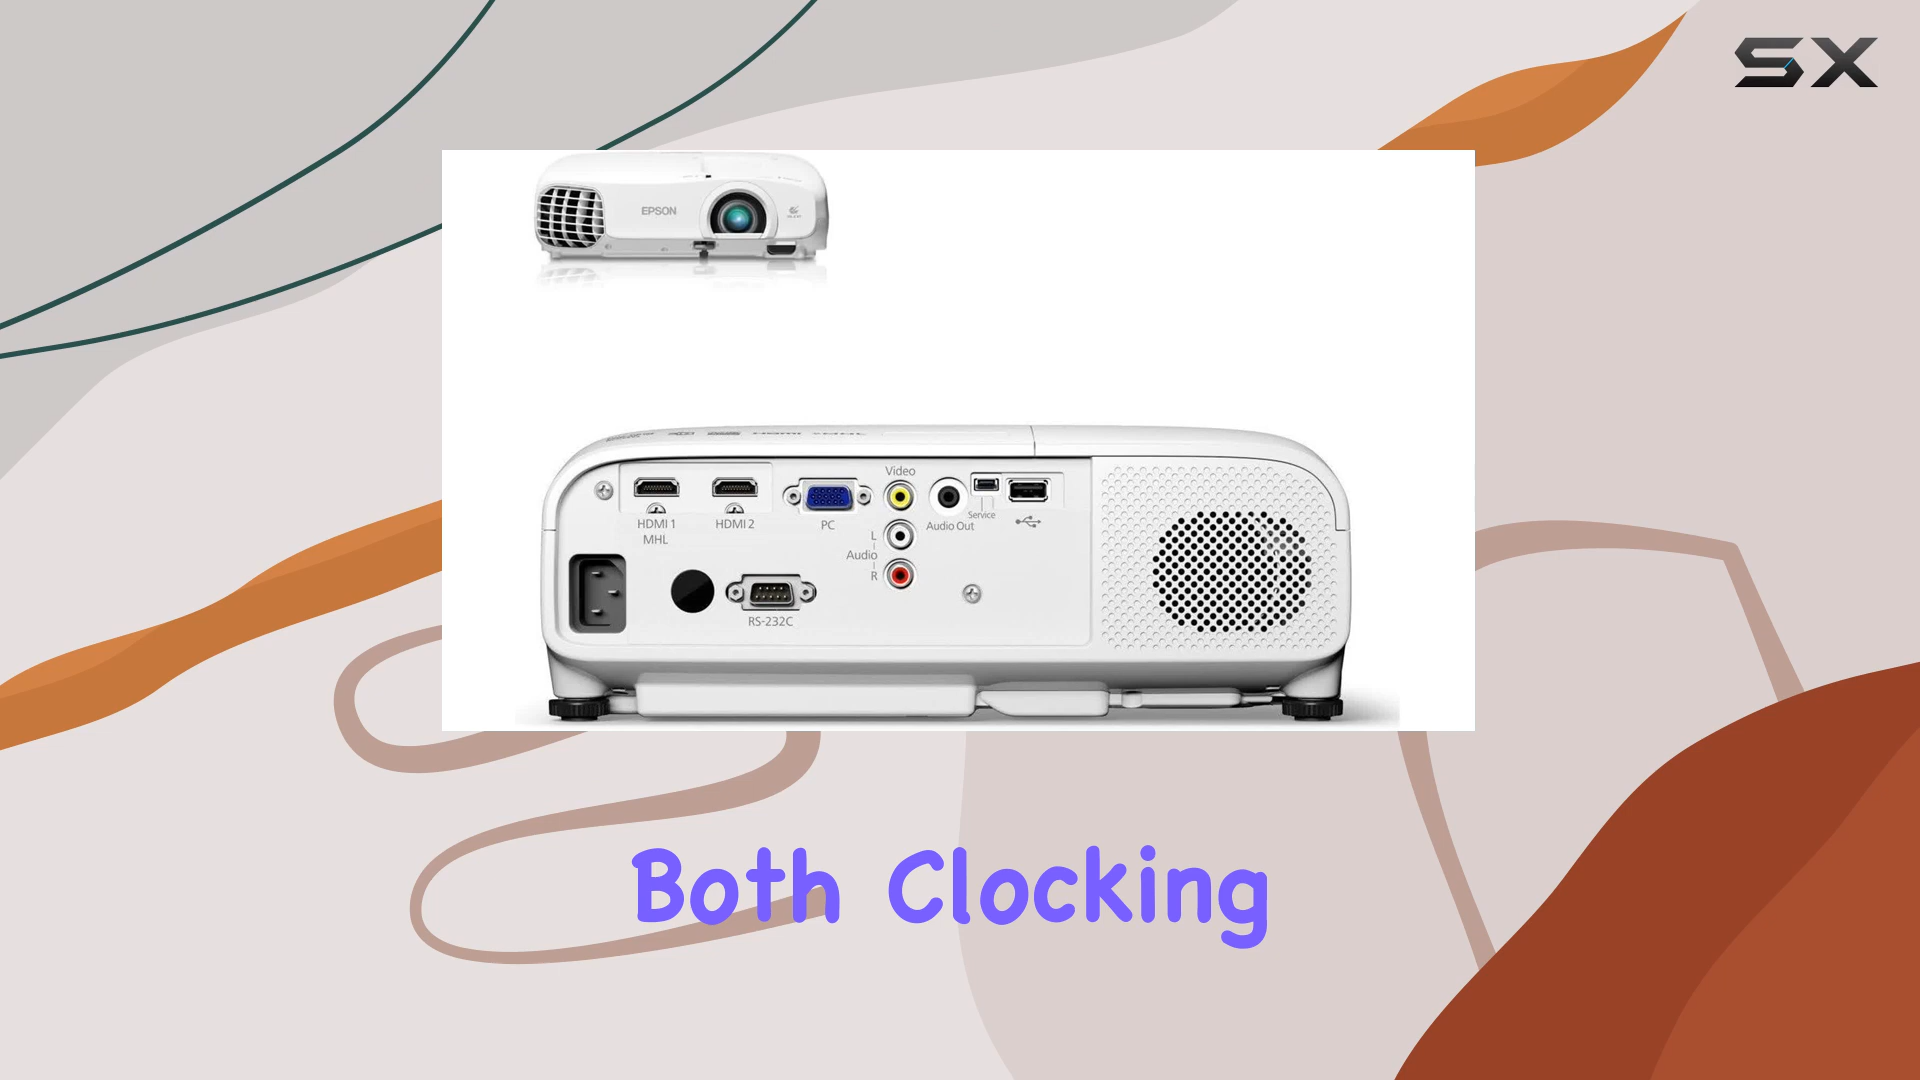 SX
EPSON
Video
HDMI 1
MHL
HDMI 2
PC
Audio Out
Service
L
Audio
R
RS-232C
Both Clocking